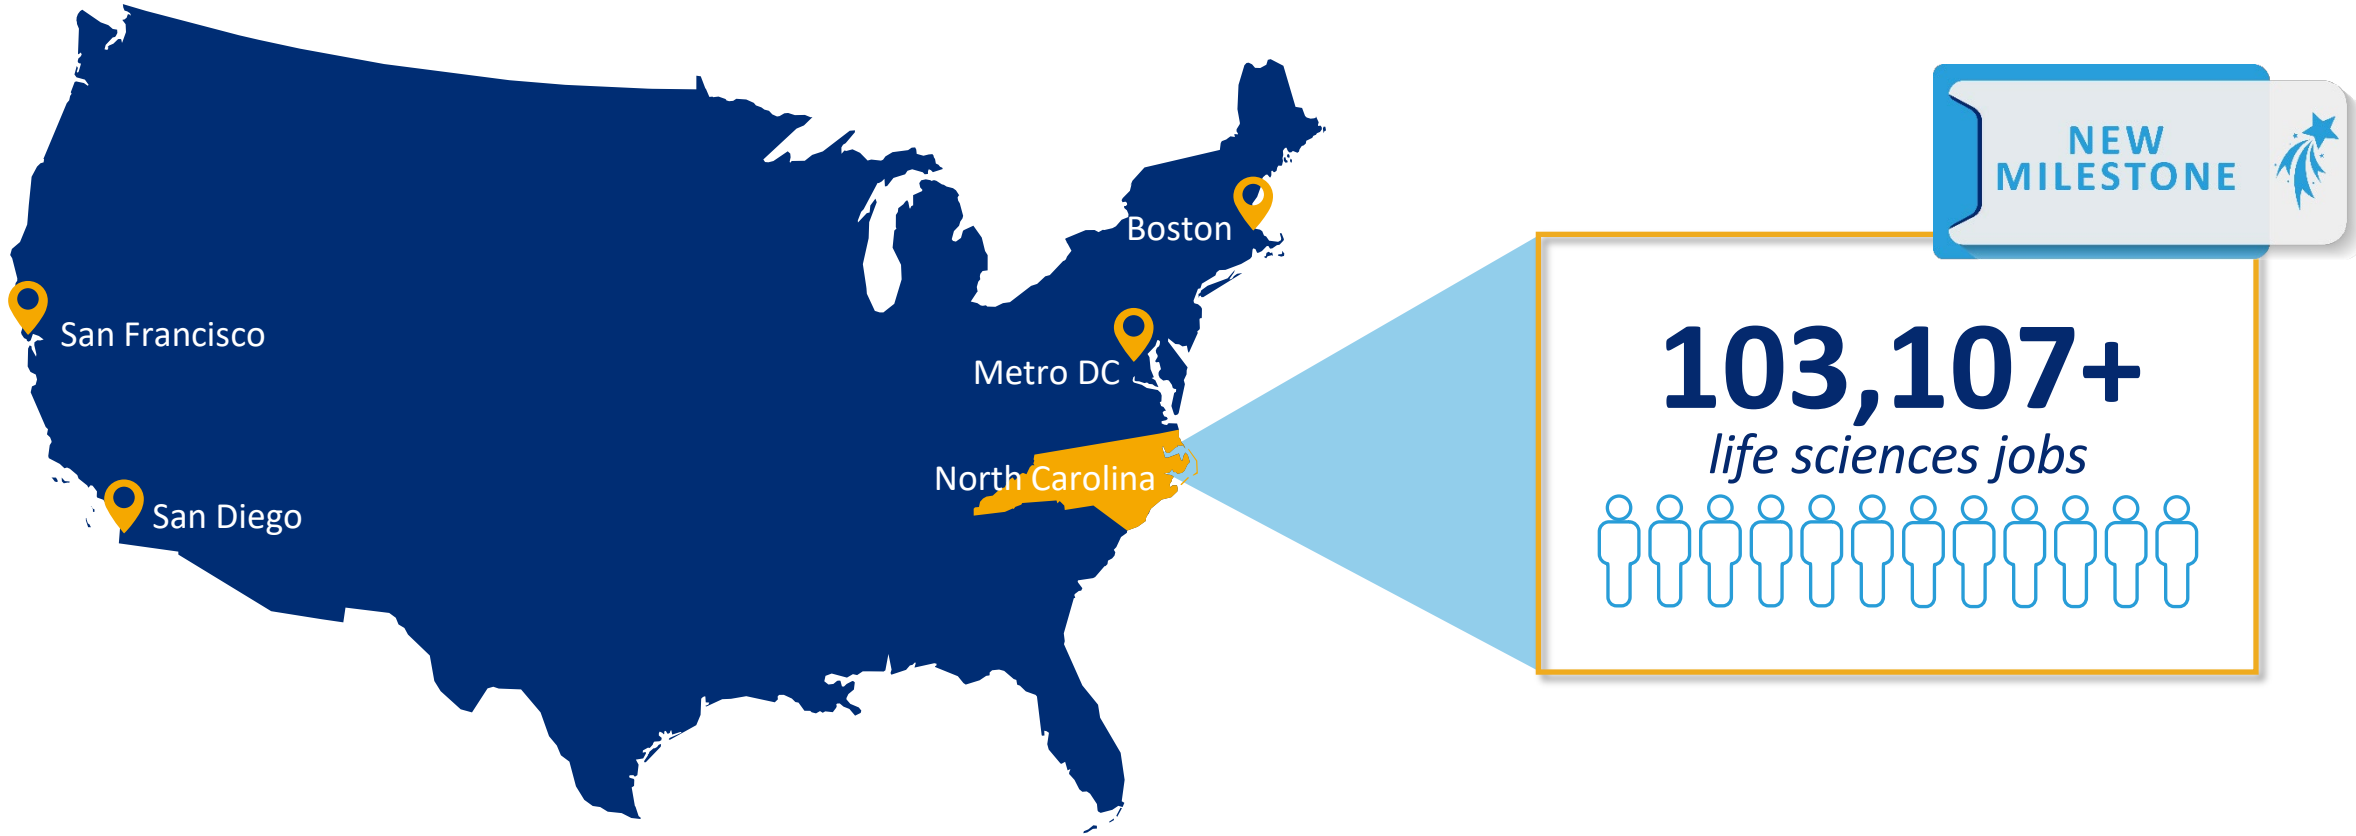 Boston
San Francisco
Metro DC
North Carolina
San Diego
NEW
MILESTONE
103,107+
life sciences jobs